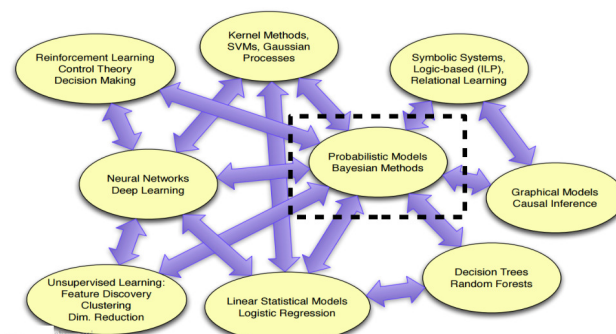 Reinforcement Learning
Control Theory
Decision Making
Kernel Methods,
SVMs, Gaussian
Processes
Symbolic Systems,
Logic-based (ILP),
Relational Learning
Neural Networks
Deep Learning
Probabilistic Models
Bayesian Methods
Graphical Models
Causal Inference
Unsupervised Learning:
Feature Discovery
Clustering
Dim. Reduction
Linear Statistical Models
Logistic Regression
Decision Trees
Random Forests